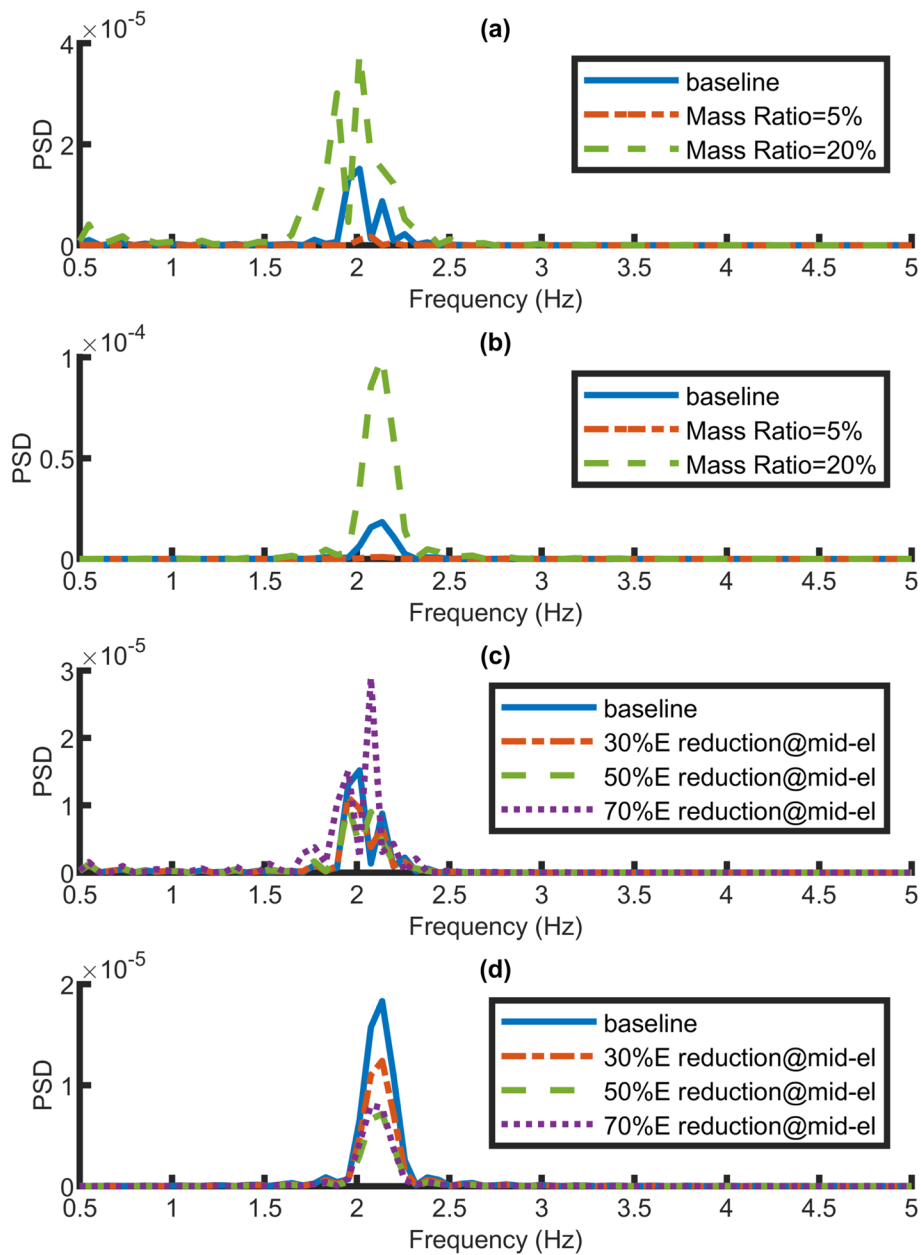 (a)
×10⁻⁵
4
2
0
PSD
baseline
Mass Ratio=5%
Mass Ratio=20%
0.5 1 1.5 2 2.5 3 3.5 4 4.5 5
Frequency (Hz)
(b)
×10⁻⁴
1
0.5
0
PSD
baseline
Mass Ratio=5%
Mass Ratio=20%
0.5 1 1.5 2 2.5 3 3.5 4 4.5 5
Frequency (Hz)
(c)
×10⁻⁵
3
2
1
0
PSD
baseline
30%E reduction@mid-el
50%E reduction@mid-el
70%E reduction@mid-el
0.5 1 1.5 2 2.5 3 3.5 4 4.5 5
Frequency (Hz)
(d)
×10⁻⁵
2
1
0
PSD
baseline
30%E reduction@mid-el
50%E reduction@mid-el
70%E reduction@mid-el
0.5 1 1.5 2 2.5 3 3.5 4 4.5 5
Frequency (Hz)